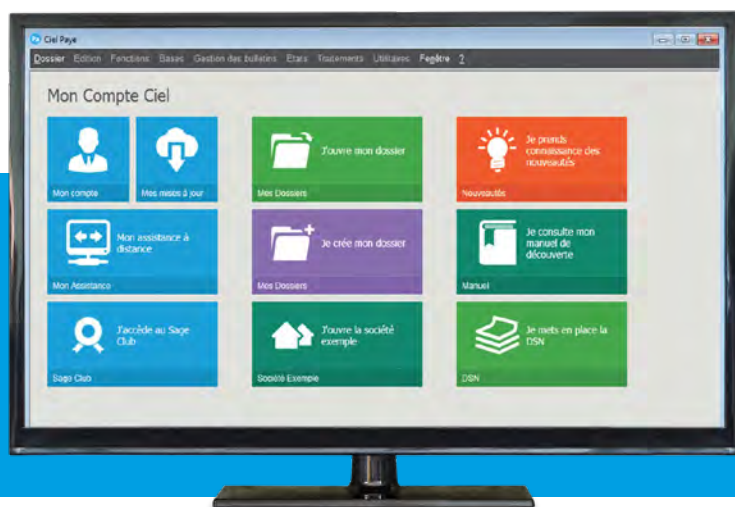 Ciel Paye
Dossier Edition Fonctions Bases Gestion des bulletins Etats Traitements Utilitaires Fenêtre ?
Mon Compte Ciel
Mon compte
Mes mises à jour
J'ouvre mon dossier
Mes Dossiers
Je prends
connaissance des
nouveautés
Nouveautés
Mon assistance à
distance
Mon Assistance
Je crée mon dossier
Mes Dossiers
Je consulte mon
manuel de
découverte
Manuel
J'accède au Sage
Club
Sage Club
J'ouvre la société
exemple
Société Exemple
Je mets en place la
DSN
DSN